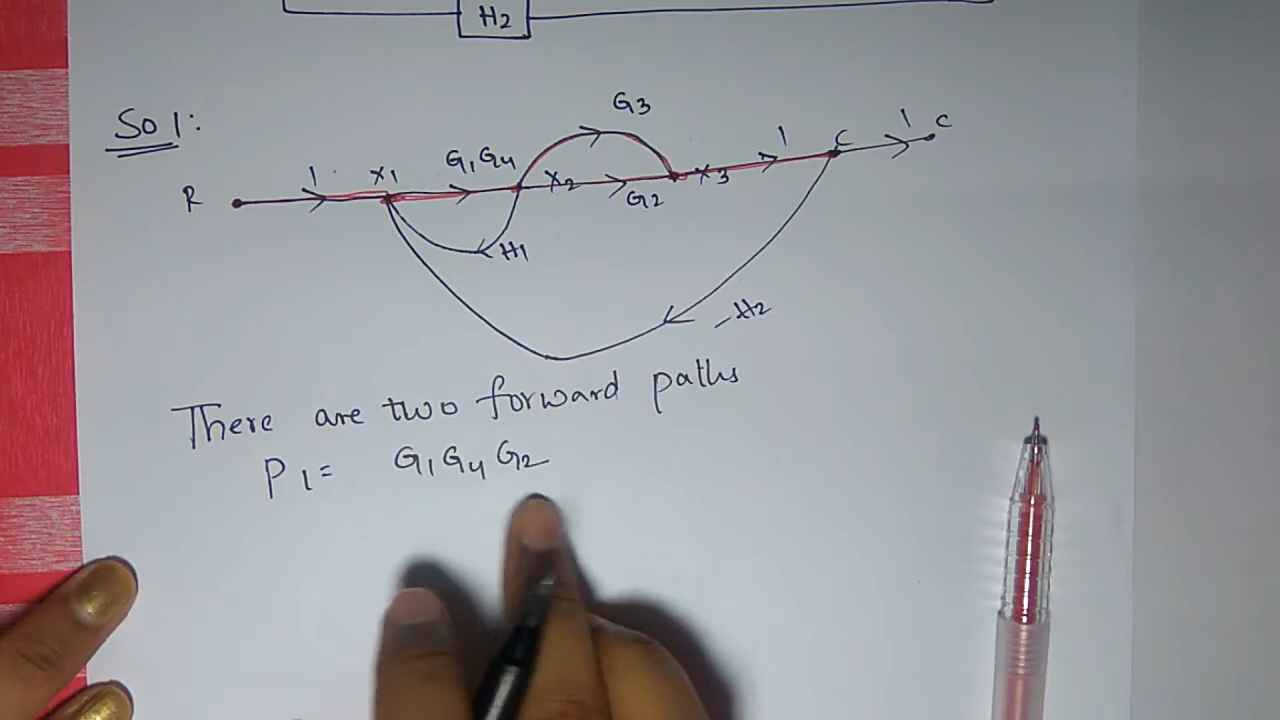 H2
Sol:
G3
R 1 X1 G1G4 X2 G2 X3 1 C 1 C
H1
-H2
There are two forward paths
P1= G1G4G2